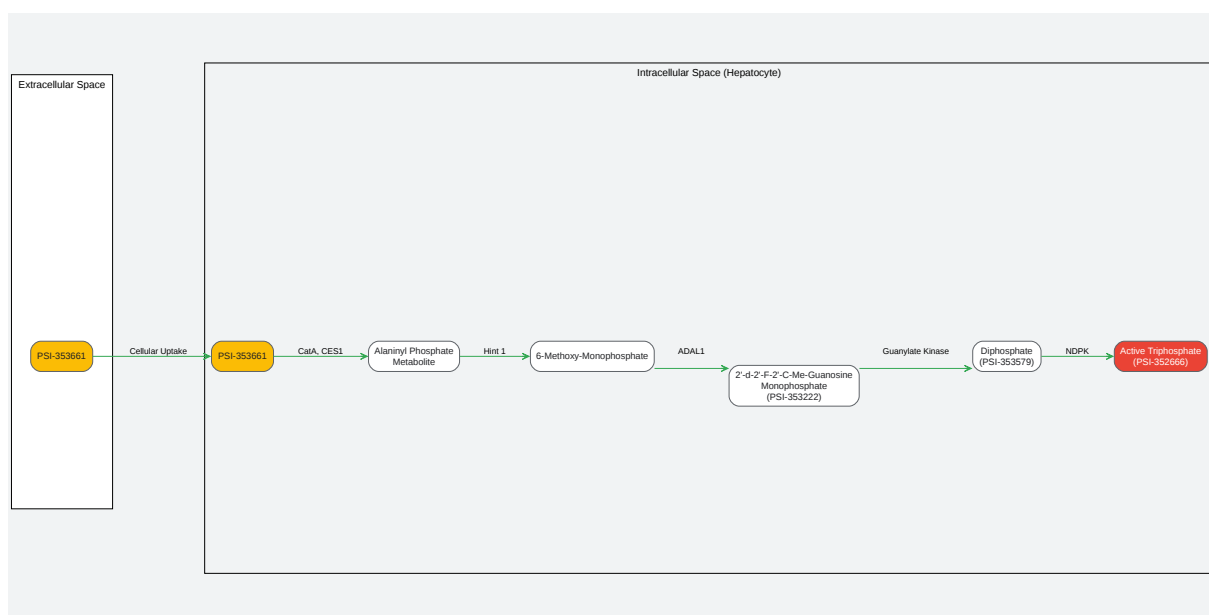 Intracellular Space (Hepatocyte)
Extracellular Space
PSI-353661
Cellular Uptake
PSI-353661
CatA, CES1
Alaninyl Phosphate
Metabolite
Hint 1
6-Methoxy-Monophosphate
ADAL1
2'-d-2'-F-2'-C-Me-Guanosine
Monophosphate
(PSI-353222)
Guanylate Kinase
Diphosphate
(PSI-353579)
NDPK
Active Triphosphate
(PSI-352666)